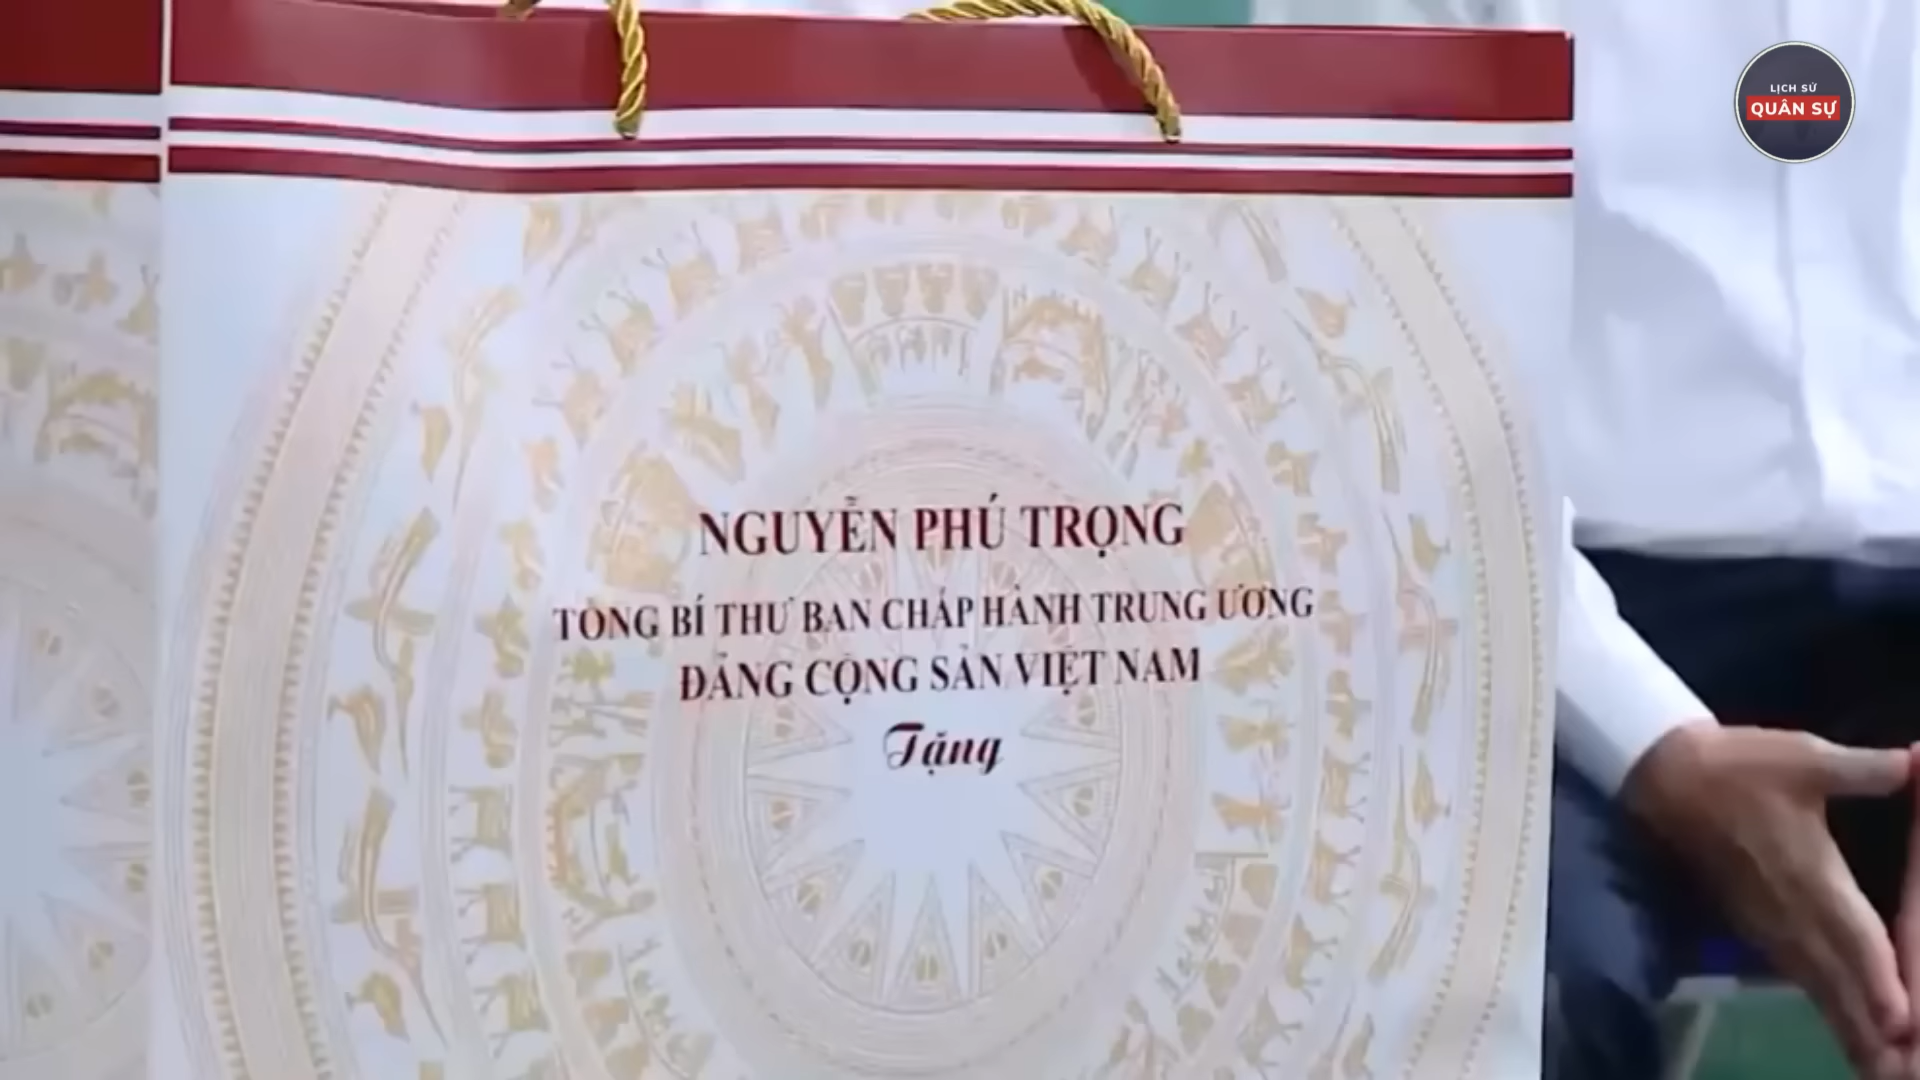 LỊCH SỬ
QUÂN SỰ
NGUYỄN PHÚ TRỌNG
TỔNG BÍ THƯ BAN CHẤP HÀNH TRUNG ƯƠNG
ĐẢNG CỘNG SẢN VIỆT NAM
Tặng